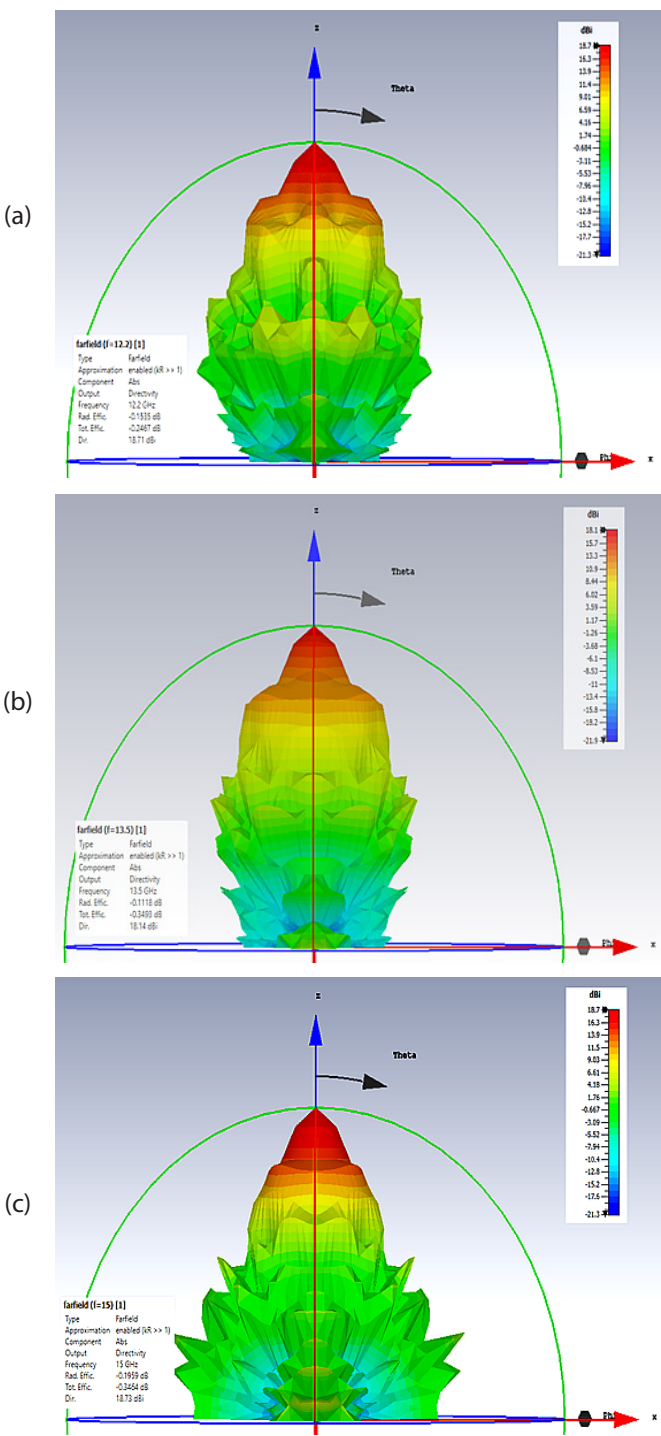 (a)
z
Theta
dBi
18.7
16.3
13.9
11.4
9.01
6.59
4.16
1.74
-0.684
-3.11
-5.53
-7.96
-10.4
-12.8
-15.2
-17.7
-21.3
farfield (f=12.2) [1]
Type Farfield
Approximation enabled (kR >> 1)
Component Abs
Output Directivity
Frequency 12.2 GHz
Rad. Effic. -0.1535 dB
Tot. Effic. -0.2467 dB
Dir. 18.71 dBi
x
(b)
z
Theta
dBi
18.1
15.7
13.3
10.9
8.44
6.02
3.59
1.17
-1.26
-3.68
-6.1
-8.53
-11
-13.4
-15.8
-18.2
-21.9
farfield (f=13.5) [1]
Type Farfield
Approximation enabled (kR >> 1)
Component Abs
Output Directivity
Frequency 13.5 GHz
Rad. Effic. -0.1118 dB
Tot. Effic. -0.3493 dB
Dir. 18.14 dBi
x
(c)
z
Theta
dBi
18.7
16.3
13.9
11.5
9.03
6.61
4.18
1.76
-0.667
-3.09
-5.52
-7.94
-10.4
-12.8
-15.2
-17.6
-21.3
farfield (f=15) [1]
Type Farfield
Approximation enabled (kR >> 1)
Component Abs
Output Directivity
Frequency 15 GHz
Rad. Effic. -0.1959 dB
Tot. Effic. -0.3464 dB
Dir. 18.73 dBi
x